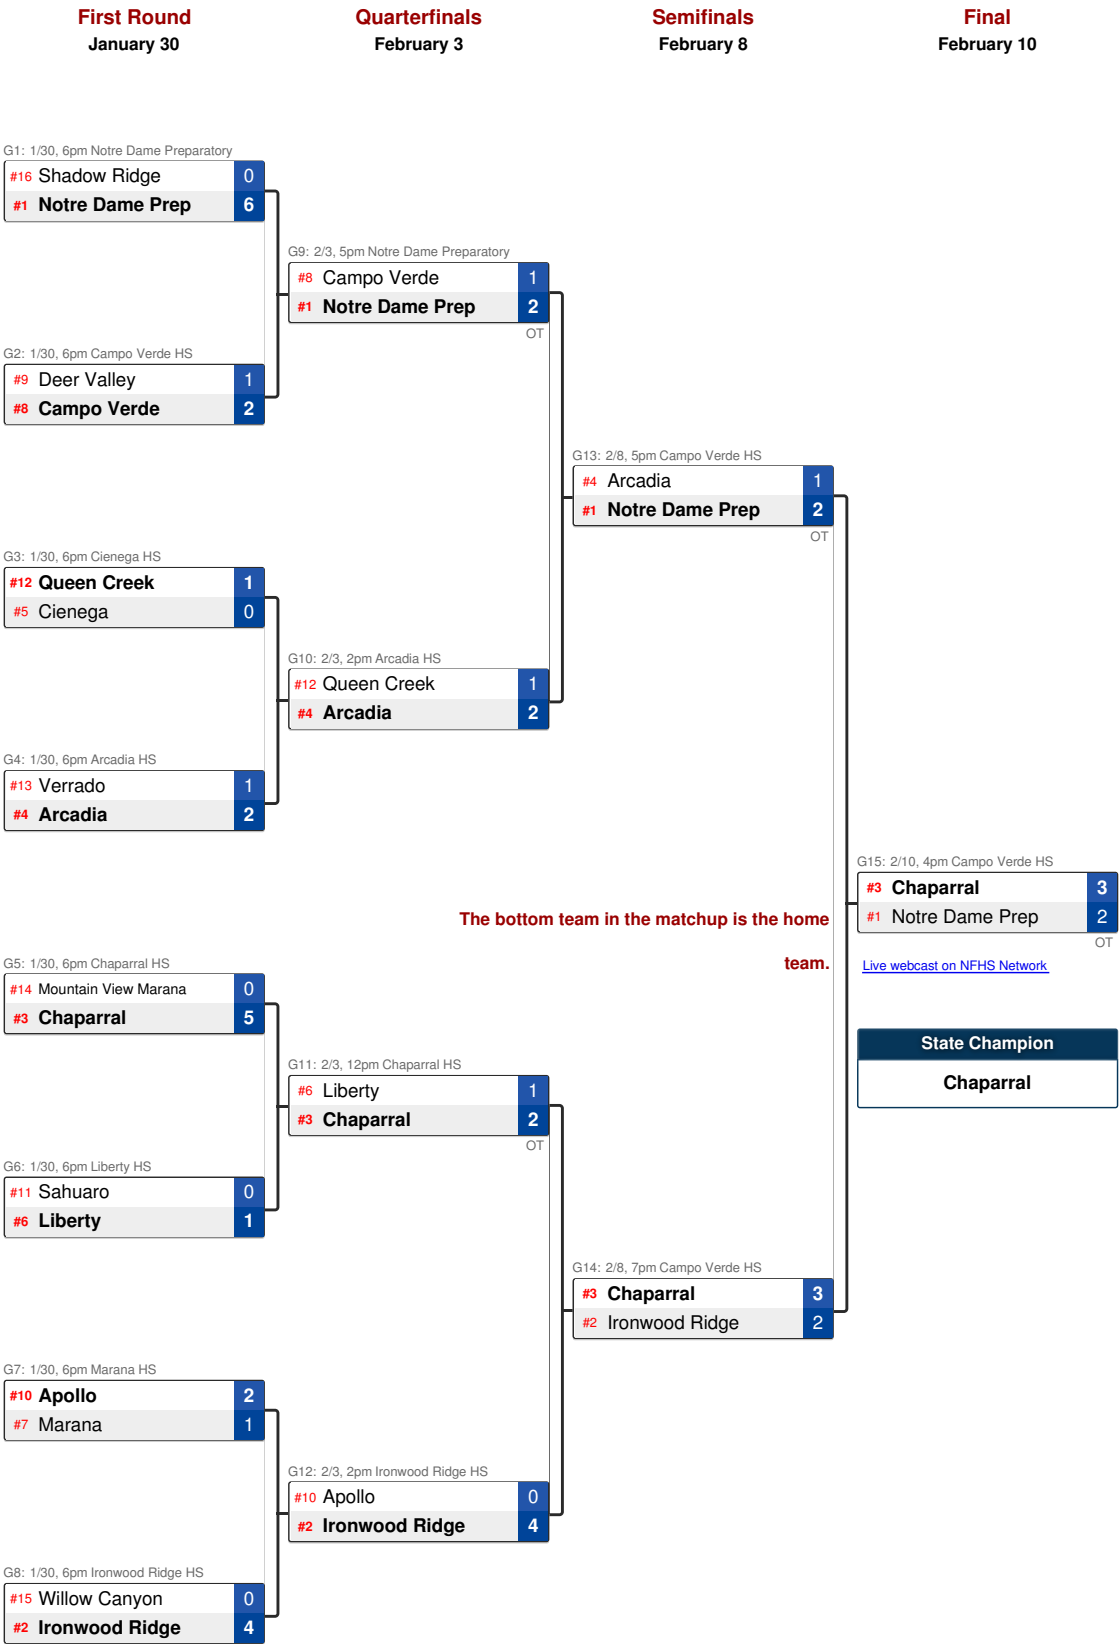 First Round
January 30
Quarterfinals
February 3
Semifinals
February 8
Final
February 10
G1: 1/30, 6pm Notre Dame Preparatory
#16 Shadow Ridge 0
#1 Notre Dame Prep 6
G2: 1/30, 6pm Campo Verde HS
#9 Deer Valley 1
#8 Campo Verde 2
G3: 1/30, 6pm Cienega HS
#12 Queen Creek 1
#5 Cienega 0
G4: 1/30, 6pm Arcadia HS
#13 Verrado 1
#4 Arcadia 2
G5: 1/30, 6pm Chaparral HS
#14 Mountain View Marana 0
#3 Chaparral 5
G6: 1/30, 6pm Liberty HS
#11 Sahuaro 0
#6 Liberty 1
G7: 1/30, 6pm Marana HS
#10 Apollo 2
#7 Marana 1
G8: 1/30, 6pm Ironwood Ridge HS
#15 Willow Canyon 0
#2 Ironwood Ridge 4
G9: 2/3, 5pm Notre Dame Preparatory
#8 Campo Verde 1
#1 Notre Dame Prep 2
OT
G10: 2/3, 2pm Arcadia HS
#12 Queen Creek 1
#4 Arcadia 2
G11: 2/3, 12pm Chaparral HS
#6 Liberty 1
#3 Chaparral 2
OT
G12: 2/3, 2pm Ironwood Ridge HS
#10 Apollo 0
#2 Ironwood Ridge 4
G13: 2/8, 5pm Campo Verde HS
#4 Arcadia 1
#1 Notre Dame Prep 2
OT
The bottom team in the matchup is the home
team.
G14: 2/8, 7pm Campo Verde HS
#3 Chaparral 3
#2 Ironwood Ridge 2
G15: 2/10, 4pm Campo Verde HS
#3 Chaparral 3
#1 Notre Dame Prep 2
OT
Live webcast on NFHS Network
State Champion
Chaparral